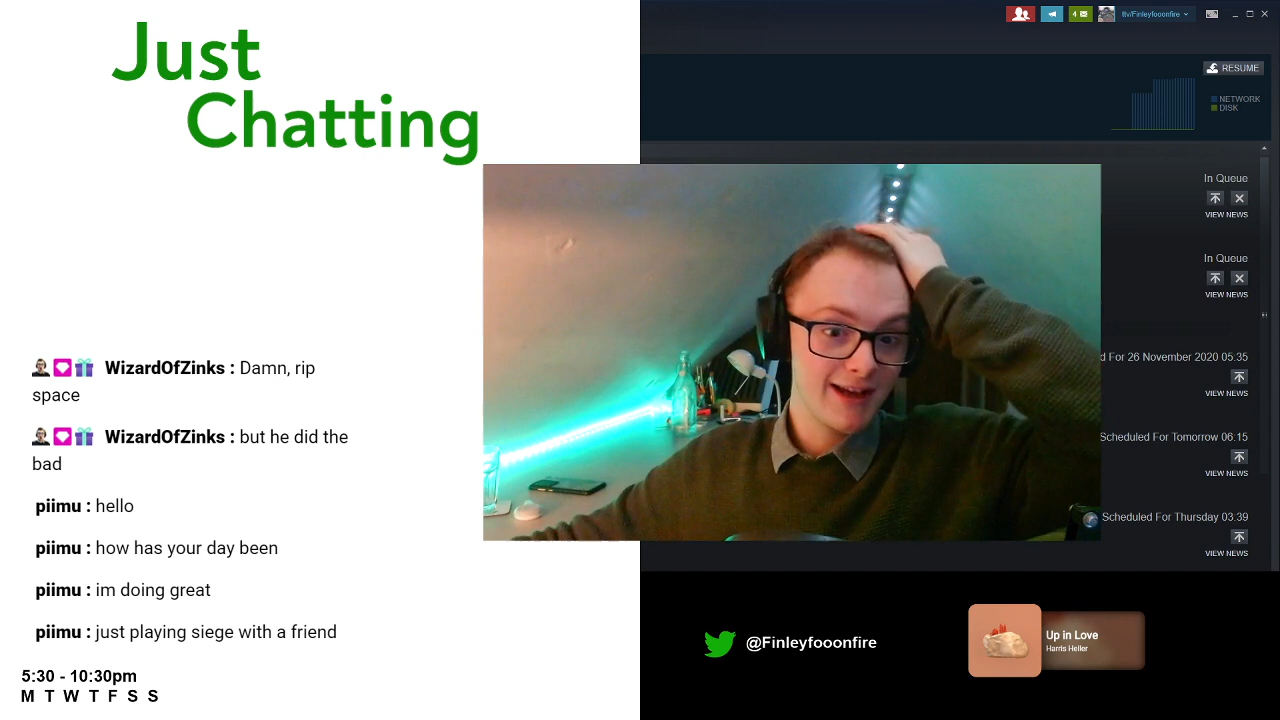 Just
Chatting
WizardOfZinks : Damn, rip
space
WizardOfZinks : but he did the
bad
piimu : hello
piimu : how has your day been
piimu : im doing great
piimu : just playing siege with a friend
5:30 - 10:30pm
M T W T F S S
4
ttv/Finleyfooonfire
RESUME
NETWORK
DISK
In Queue
VIEW NEWS
In Queue
VIEW NEWS
d For 26 November 2020 05:35
VIEW NEWS
Scheduled For Tomorrow 06.15
VIEW NEWS
Scheduled For Thursday 03:39
VIEW NEWS
@Finleyfooonfire
Up in Love
Harris Heller